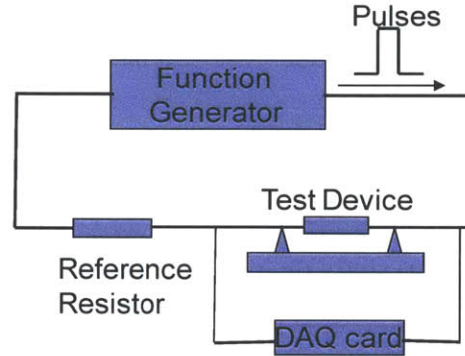 Pulses
Function
Generator
Test Device
Reference
Resistor
DAQ card